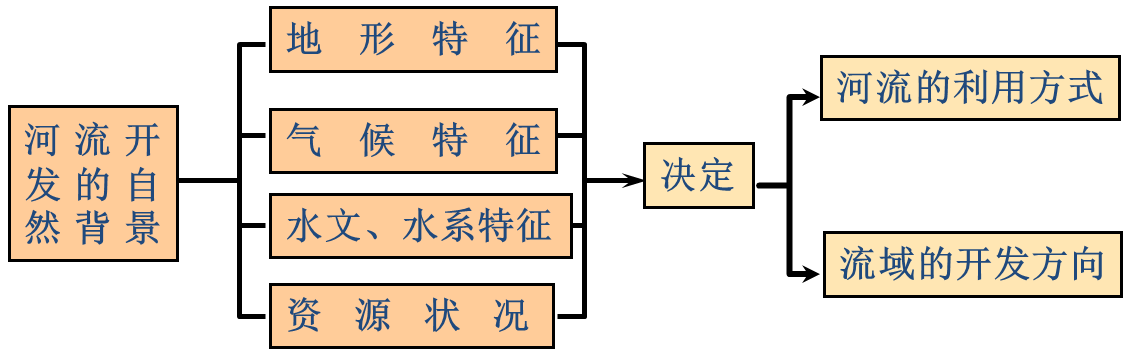 河流开
发的自
然背景
地形特征
气候特征
水文、水系特征
资源状况
决定
河流的利用方式
流域的开发方向